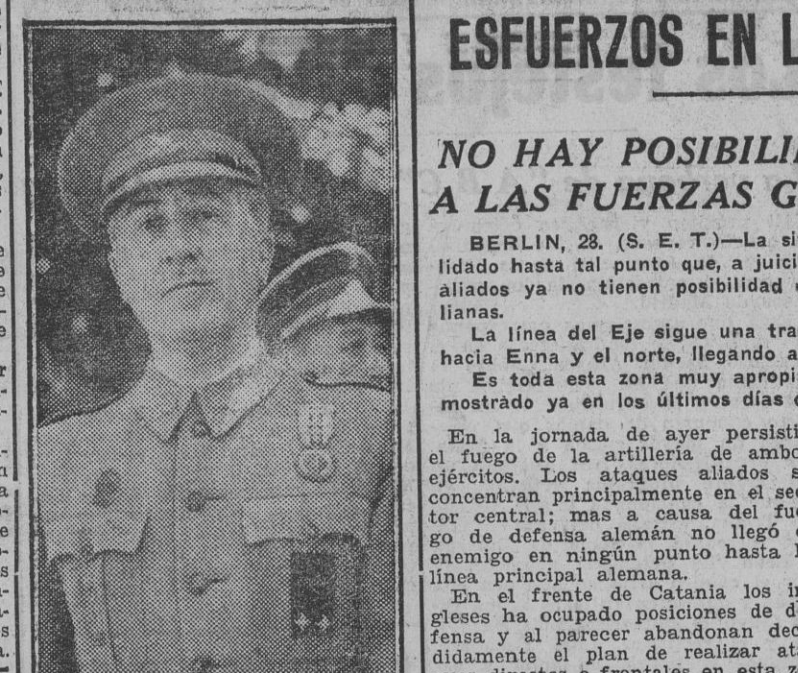 ESFUERZOS EN L
NO HAY POSIBILI
A LAS FUERZAS G
BERLIN, 28. (S. E. T.)—La si
lidado hasta tal punto que, a juici
aliados ya no tienen posibilidad
lianas.
La línea del Eje sigue una tra
hacia Enna y el norte, llegando a
Es toda esta zona muy apropi
mostrado ya en los últimos días
En la jornada de ayer persisti
el fuego de la artillería de ambo
ejércitos. Los ataques aliados s
concentran principalmente en el sec
tor central; mas a causa del fue
go de defensa alemán no llegó
enemigo en ningún punto hasta l
línea principal alemana.
En el frente de Catania los in
gleses ha ocupado posiciones de d
fensa y al parecer abandonan dec
didamente el plan de realizar ata
frontales en esta z